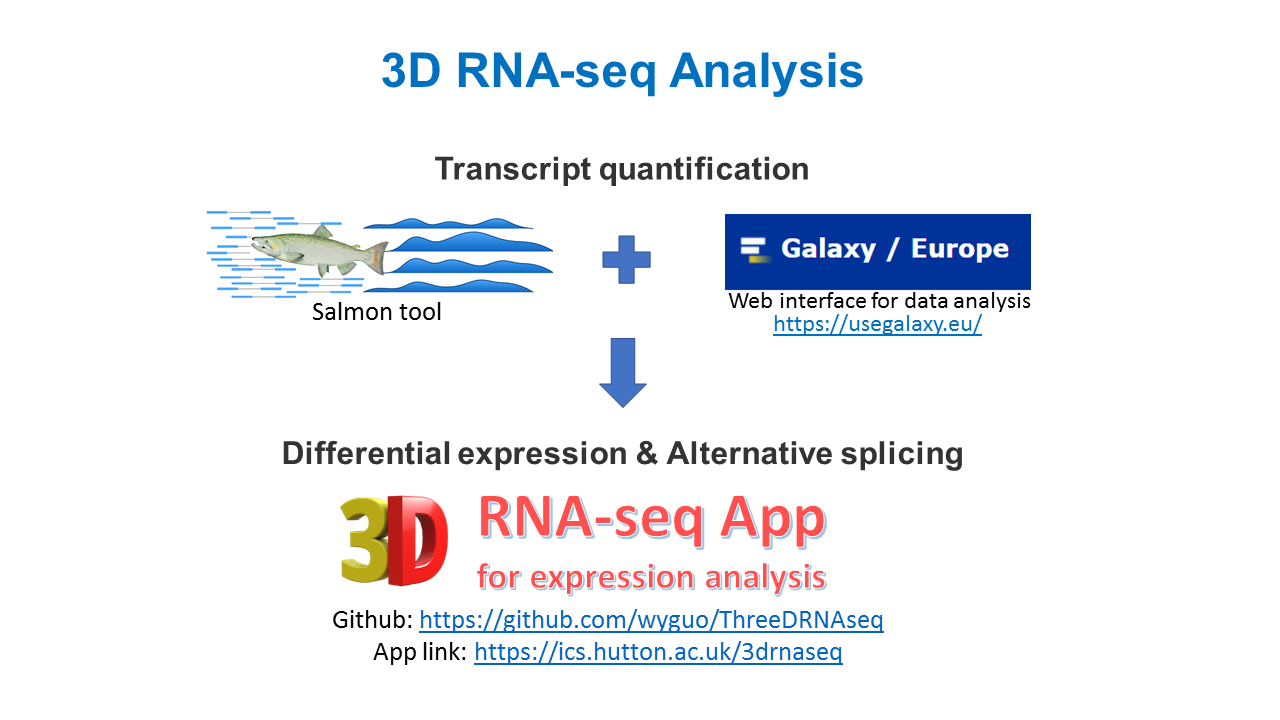 3D RNA-seq Analysis
Transcript quantification
Galaxy / Europe
Salmon tool
Web interface for data analysis
https://usegalaxy.eu/
Differential expression & Alternative splicing
3D RNA-seq App
for expression analysis
Github: https://github.com/wyguo/ThreeDRNAseq
App link: https://ics.hutton.ac.uk/3drnaseq